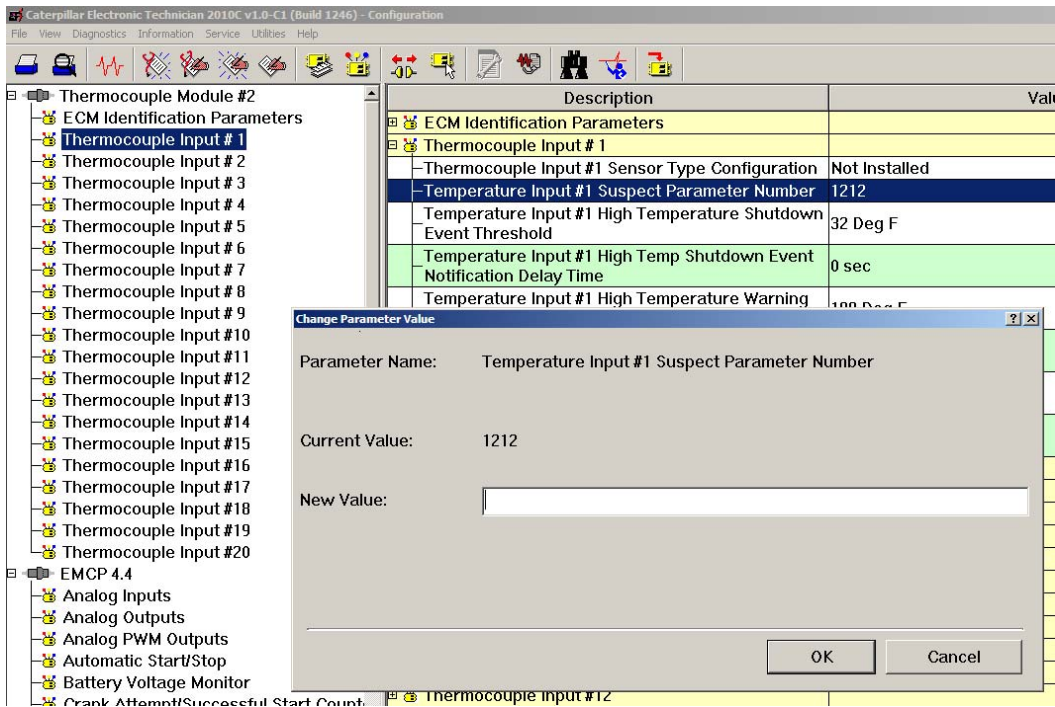 Caterpillar Electronic Technician 2010C v1.0-C1 (Build 1246) - Configuration
File View Diagnostics Information Service Utilities Help
Thermocouple Module #2
ECM Identification Parameters
Thermocouple Input # 1
Thermocouple Input # 2
Thermocouple Input # 3
Thermocouple Input # 4
Thermocouple Input # 5
Thermocouple Input # 6
Thermocouple Input # 7
Thermocouple Input # 8
Thermocouple Input # 9
Thermocouple Input #10
Thermocouple Input #11
Thermocouple Input #12
Thermocouple Input #13
Thermocouple Input #14
Thermocouple Input #15
Thermocouple Input #16
Thermocouple Input #17
Thermocouple Input #18
Thermocouple Input #19
Thermocouple Input #20
EMCP 4.4
Analog Inputs
Analog Outputs
Analog PWM Outputs
Automatic Start/Stop
Battery Voltage Monitor
Crank Attempt/Successful Start
Description
ECM Identification Parameters
Thermocouple Input # 1
Thermocouple Input #1 Sensor Type Configuration Not Installed
Temperature Input #1 Suspect Parameter Number 1212
Temperature Input #1 High Temperature Shutdown
Event Threshold
32 Deg F
Temperature Input #1 High Temp Shutdown Event
Notification Delay Time
0 sec
Temperature Input #1 High Temperature Warning
Change Parameter Value
Parameter Name: Temperature Input #1 Suspect Parameter Number
Current Value: 1212
New Value:
OK Cancel
Thermocouple Input #12